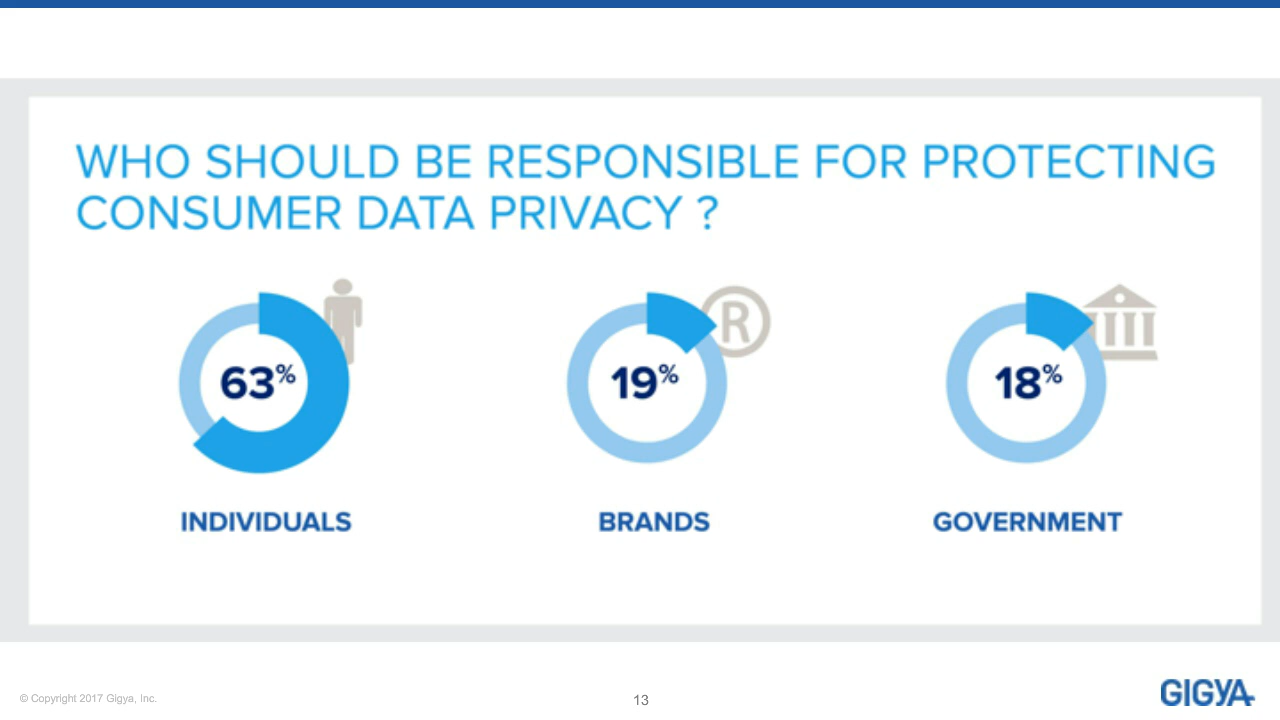 WHO SHOULD BE RESPONSIBLE FOR PROTECTING
CONSUMER DATA PRIVACY ?
R
63%
19%
18%
INDIVIDUALS
BRANDS
GOVERNMENT
© Copyright 2017 Gigya, Inc.
13
GIGYA